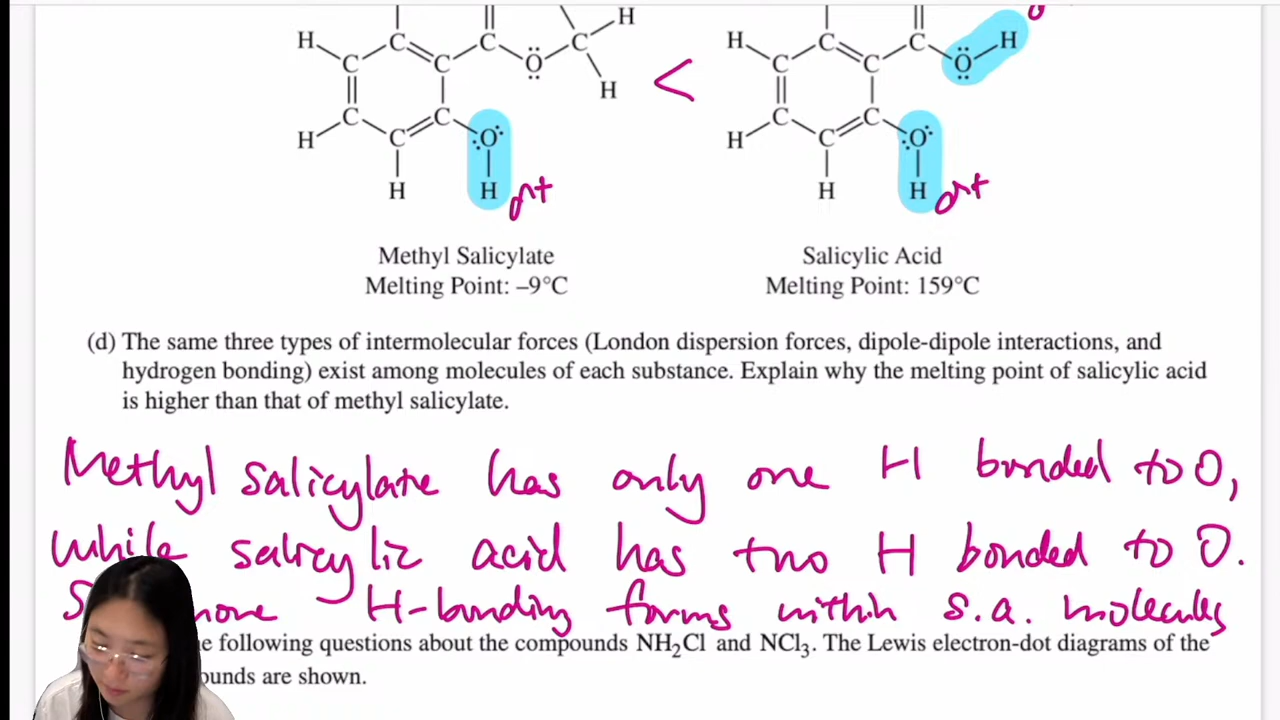 H
H C C C
C C O C
H < H C C O H
C C H C C
H C O H C O
H H δ+ H H δ+
Methyl Salicylate Salicylic Acid
Melting Point: –9°C Melting Point: 159°C
(d) The same three types of intermolecular forces (London dispersion forces, dipole-dipole interactions, and
hydrogen bonding) exist among molecules of each substance. Explain why the melting point of salicylic acid
is higher than that of methyl salicylate.
Methyl salicylate has only one H bonded to O,
while salicylic acid has two H bonded to O.
more H-bonding forms within s.a. molecules
following questions about the compounds NH₂Cl and NCl₃. The Lewis electron-dot diagrams of the
are shown.